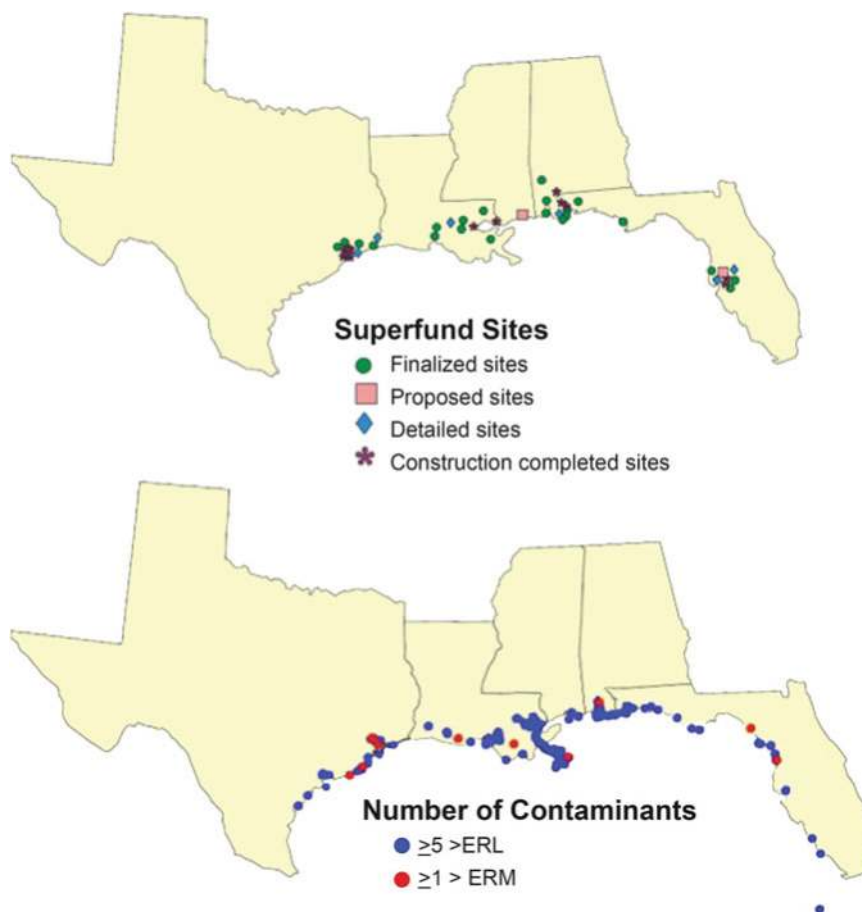 Superfund Sites
Finalized sites
Proposed sites
Detailed sites
Construction completed sites
Number of Contaminants
≥5 >ERL
≥1 > ERM